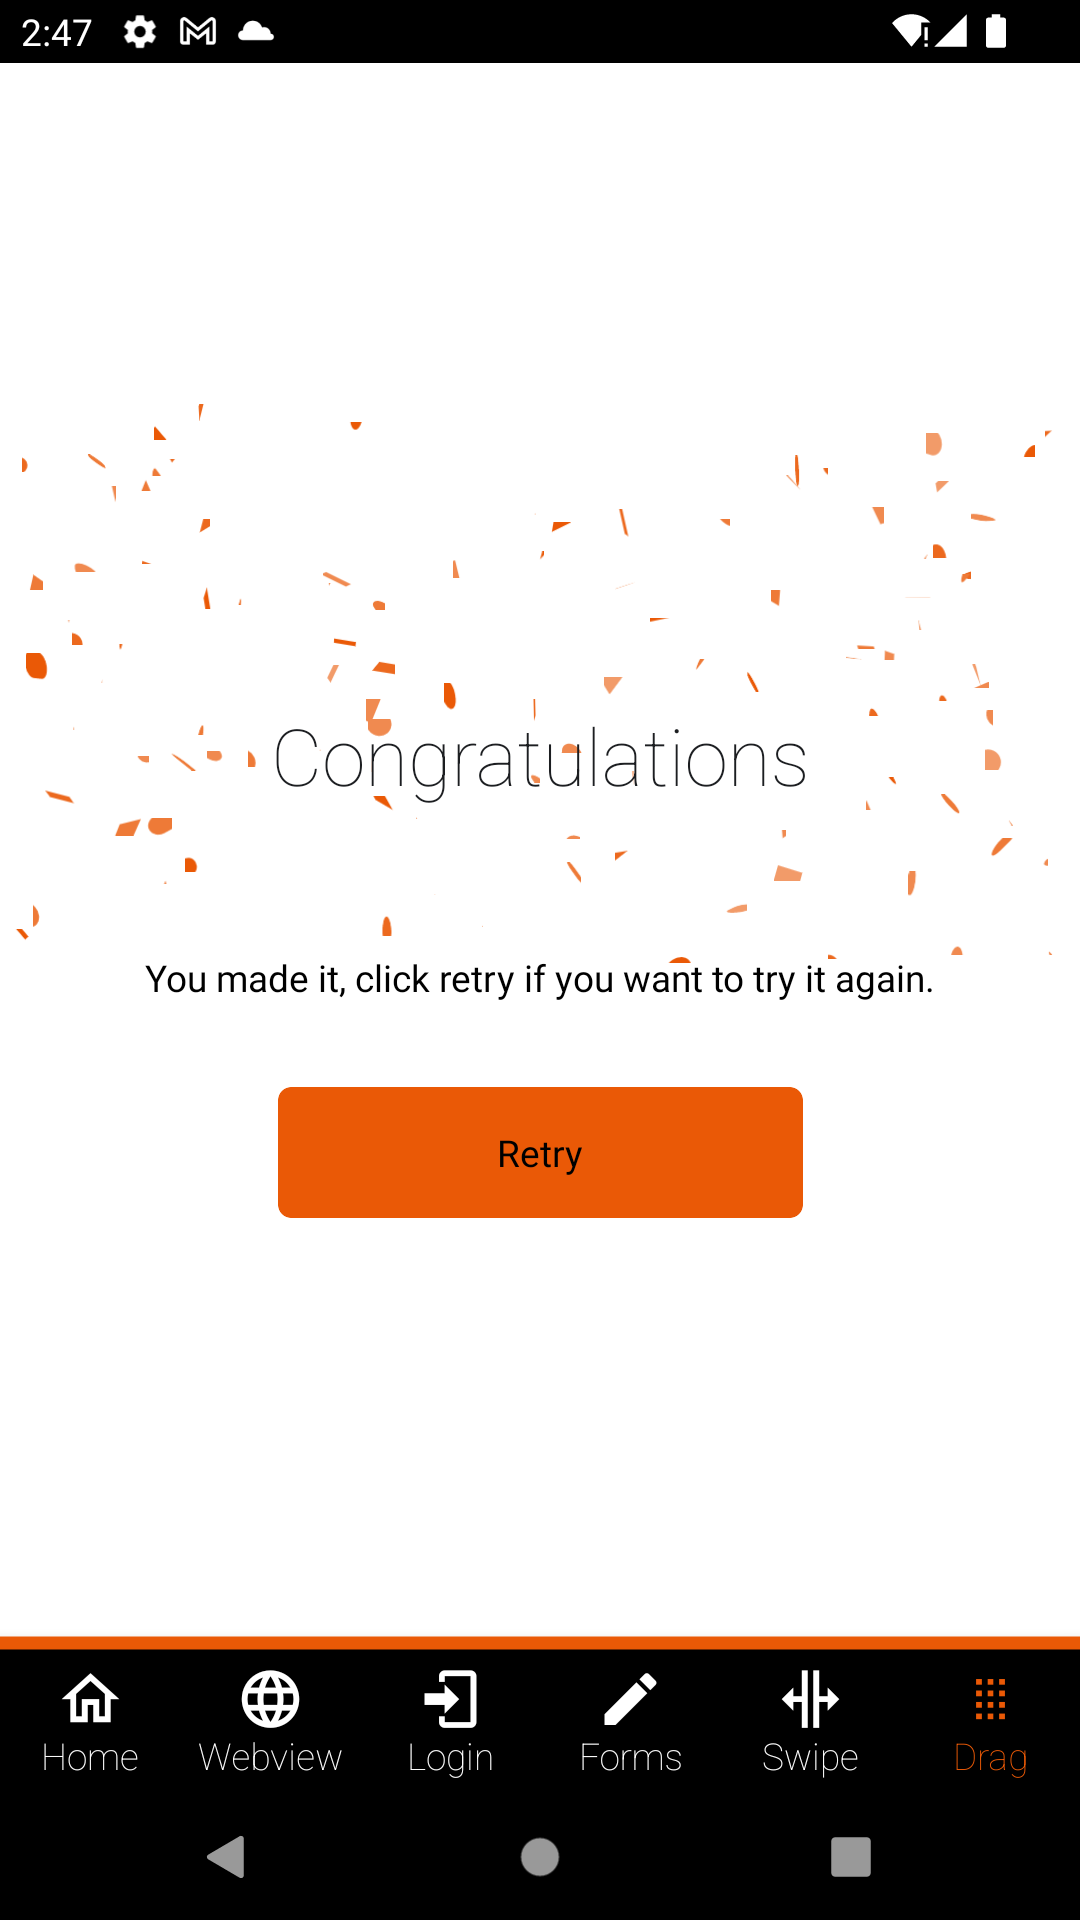 2:47
Congratulations
You made it, click retry if you want to try it again.
Retry
Home Webview Login Forms Swipe Drag